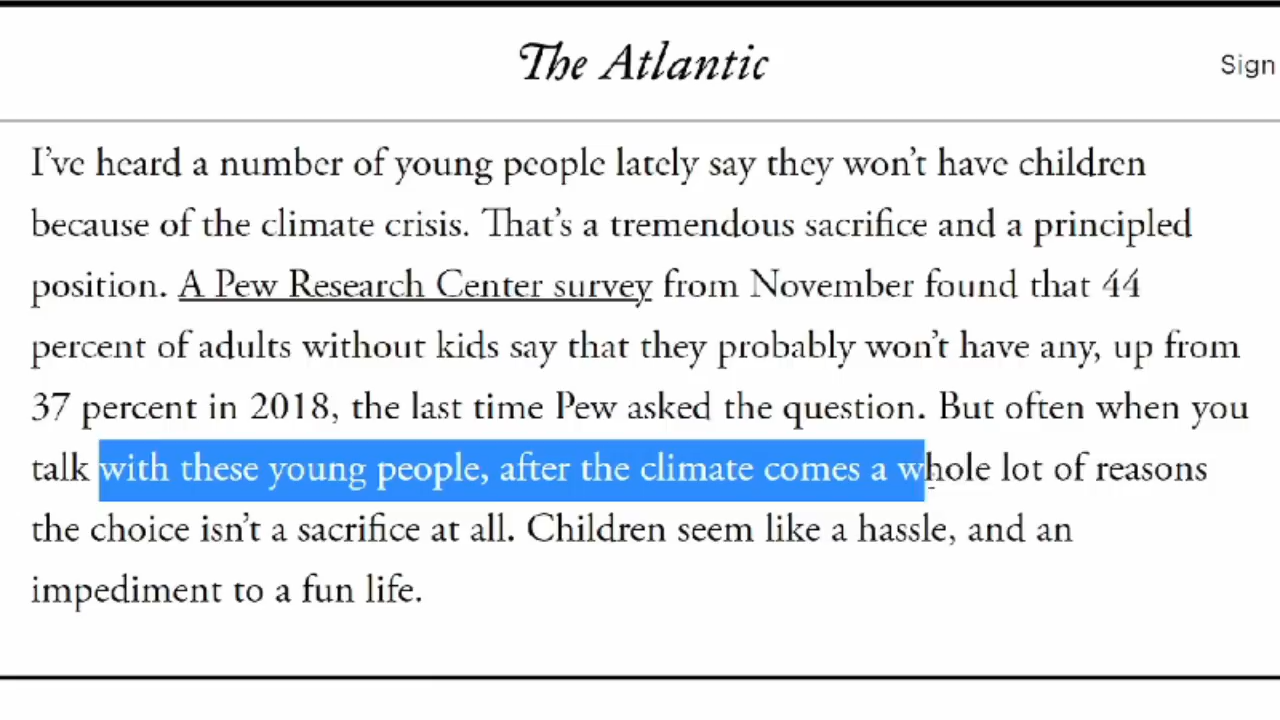 The Atlantic
Sign
I've heard a number of young people lately say they won't have children
because of the climate crisis. That's a tremendous sacrifice and a principled
position. A Pew Research Center survey from November found that 44
percent of adults without kids say that they probably won't have any, up from
37 percent in 2018, the last time Pew asked the question. But often when you
talk with these young people, after the climate comes a whole lot of reasons
the choice isn't a sacrifice at all. Children seem like a hassle, and an
impediment to a fun life.